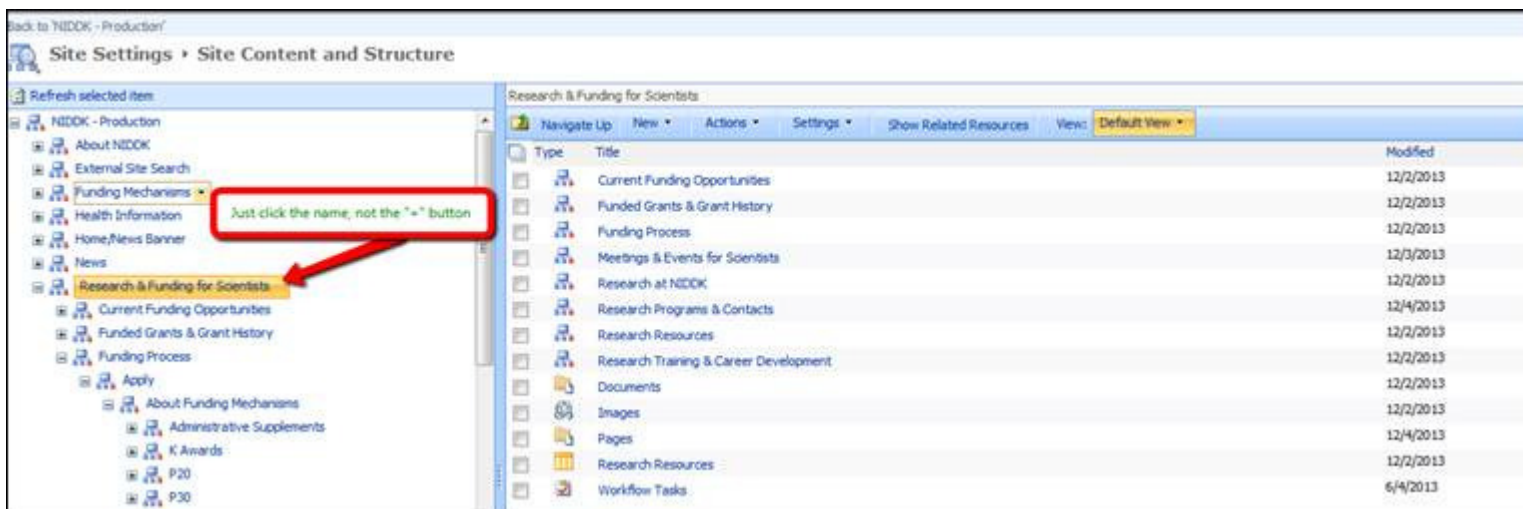 Back to 'NIDDK - Production'
Site Settings › Site Content and Structure
Refresh selected item
NIDDK - Production
About NIDDK
External Site Search
Funding Mechanisms
Health Information
Home/News Banner
News
Research & Funding for Scientists
Current Funding Opportunities
Funded Grants & Grant History
Funding Process
Apply
About Funding Mechanisms
Administrative Supplements
K Awards
P20
P30
Just click the name, not the "+" button
Research & Funding for Scientists
Navigate Up New Actions Settings Show Related Resources View: Default View
Type Title Modified
Current Funding Opportunities 12/2/2013
Funded Grants & Grant History 12/2/2013
Funding Process 12/2/2013
Meetings & Events for Scientists 12/3/2013
Research at NIDDK 12/2/2013
Research Programs & Contacts 12/4/2013
Research Resources 12/2/2013
Research Training & Career Development 12/2/2013
Documents 12/2/2013
Images 12/2/2013
Pages 12/4/2013
Research Resources 12/2/2013
Workflow Tasks 6/4/2013